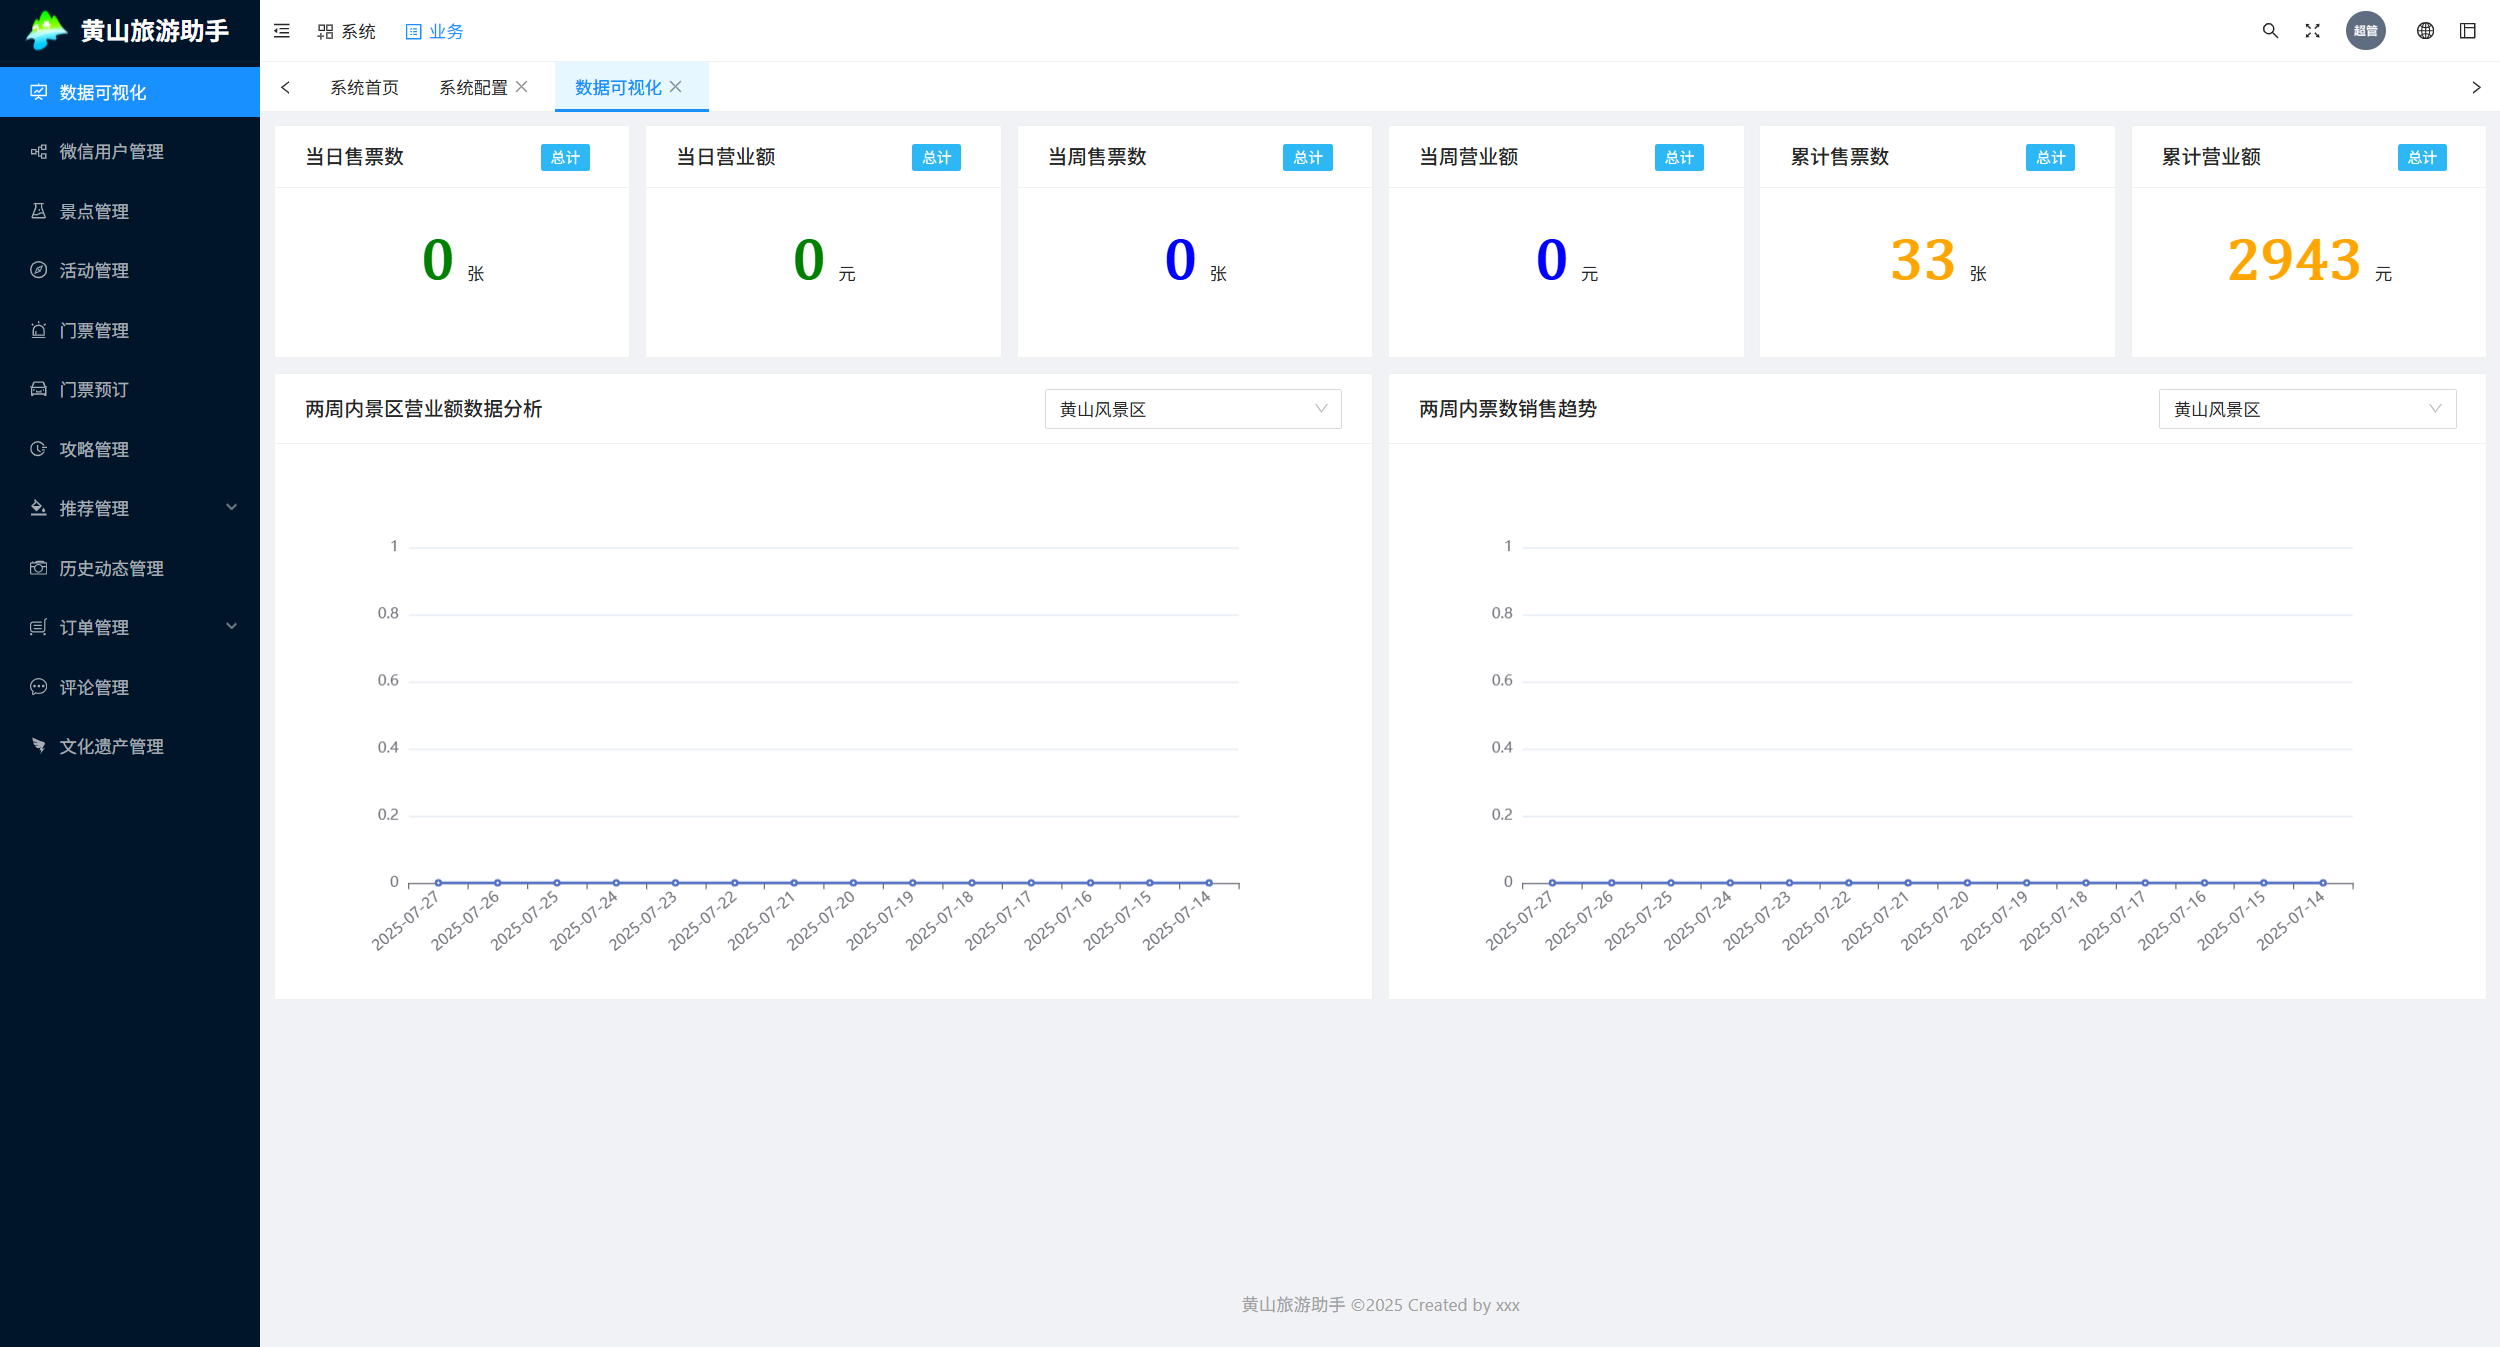 黄山旅游助手
系统
业务
超管
数据可视化
微信用户管理
景点管理
活动管理
门票管理
门票预订
攻略管理
推荐管理
历史动态管理
订单管理
评论管理
文化遗产管理
系统首页
系统配置
数据可视化
当日售票数 总计
0 张
当日营业额 总计
0 元
当周售票数 总计
0 张
当周营业额 总计
0 元
累计售票数 总计
33 张
累计营业额 总计
2943 元
两周内景区营业额数据分析
黄山风景区
1
0.8
0.6
0.4
0.2
0
2025-07-27
2025-07-26
2025-07-25
2025-07-24
2025-07-23
2025-07-22
2025-07-21
2025-07-20
2025-07-19
2025-07-18
2025-07-17
2025-07-16
2025-07-15
2025-07-14
两周内票数销售趋势
黄山风景区
1
0.8
0.6
0.4
0.2
0
2025-07-27
2025-07-26
2025-07-25
2025-07-24
2025-07-23
2025-07-22
2025-07-21
2025-07-20
2025-07-19
2025-07-18
2025-07-17
2025-07-16
2025-07-15
2025-07-14
黄山旅游助手 ©2025 Created by xxx